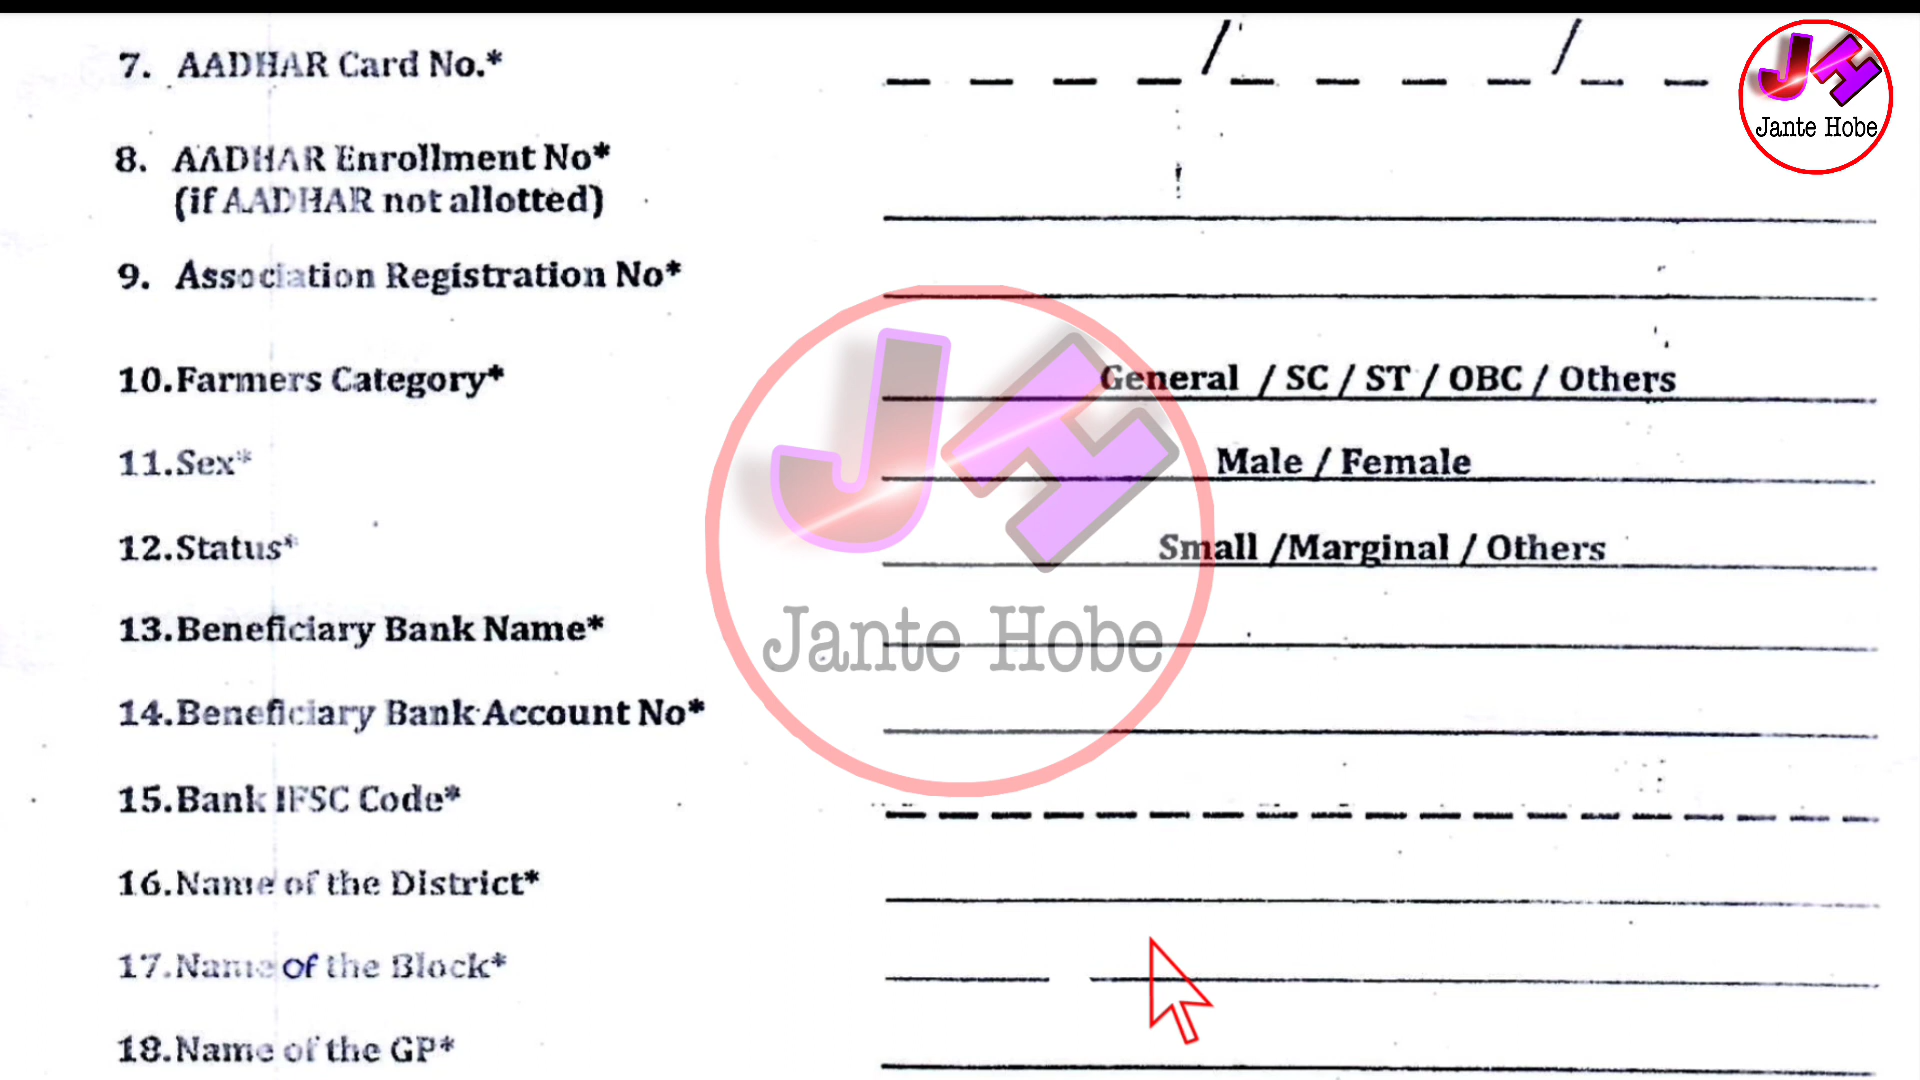 7. AADHAR Card No.* _ _ _ _ / _ _ _ _ / _ _
Jante Hobe
8. AADHAR Enrollment No*
(if AADHAR not allotted)
9. Association Registration No*
10. Farmers Category* General / SC / ST / OBC / Others
11. Sex* Male / Female
12. Status* Small /Marginal / Others
13. Beneficiary Bank Name*
Jante Hobe
14. Beneficiary Bank Account No*
15. Bank IFSC Code*
16. Name of the District*
17. Name of the Block*
18. Name of the GP*